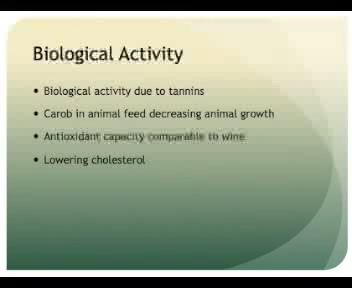 Biological Activity
• Biological activity due to tannins
• Carob in animal feed decreasing animal growth
• Antioxidant capacity comparable to wine
• Lowering cholesterol